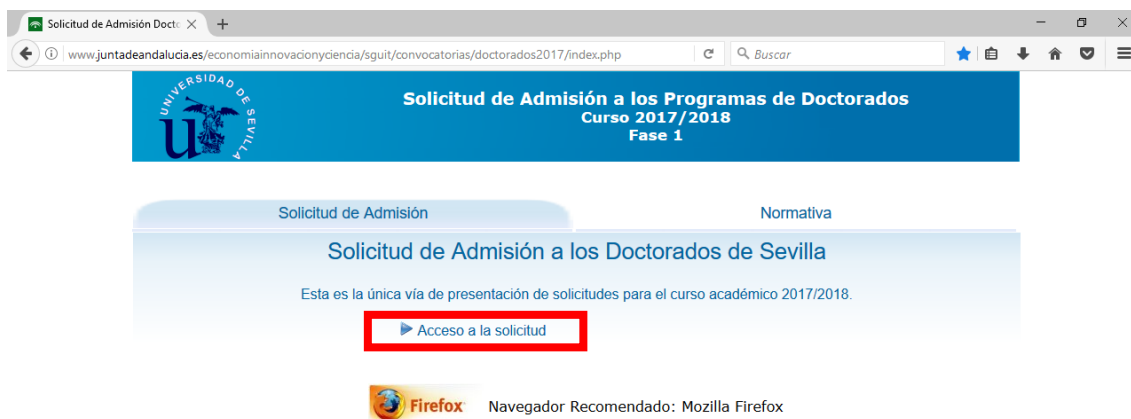 Solicitud de Admisión Docto
www.juntadeandalucia.es/economiainnovacionyciencia/sguit/convocatorias/doctorados2017/index.php
Buscar
UNIVERSIDAD DE SEVILLA
Solicitud de Admisión a los Programas de Doctorados
Curso 2017/2018
Fase 1
Solicitud de Admisión
Normativa
Solicitud de Admisión a los Doctorados de Sevilla
Esta es la única vía de presentación de solicitudes para el curso académico 2017/2018.
Acceso a la solicitud
Firefox
Navegador Recomendado: Mozilla Firefox